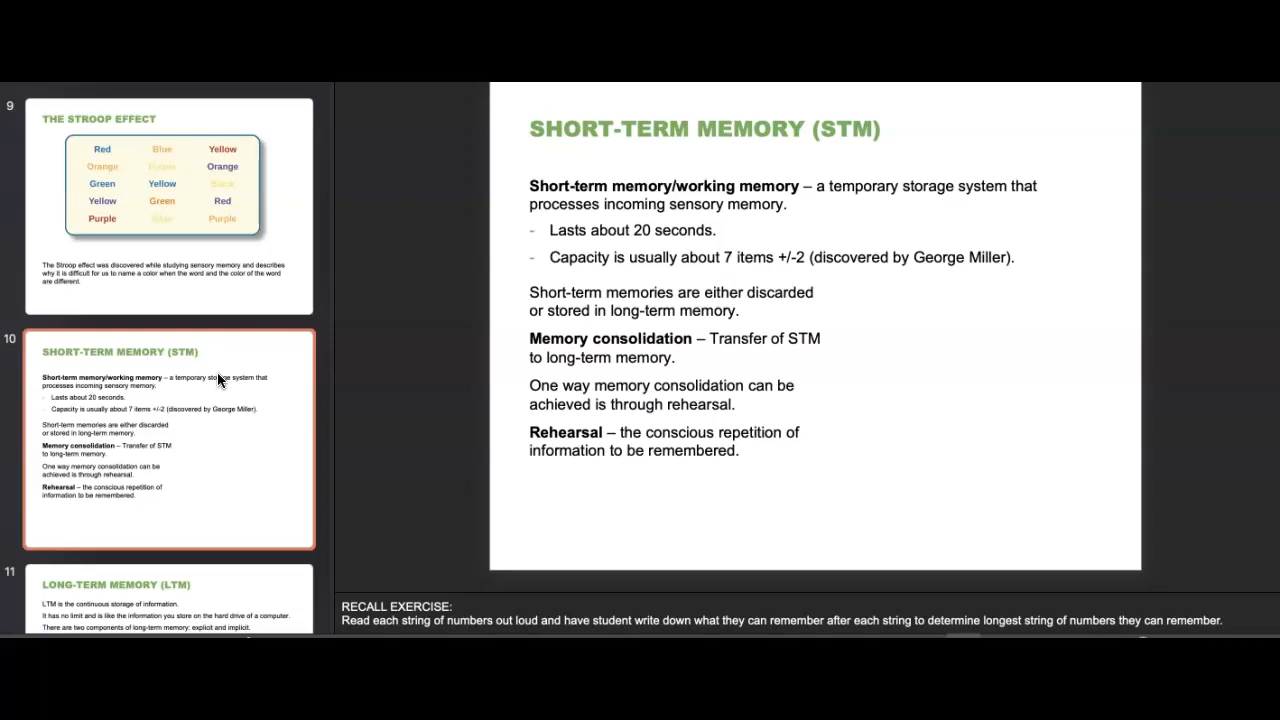 9
THE STROOP EFFECT
Red Blue Yellow
Orange Orange
Green Yellow Black
Yellow Green Red
Purple Blue Purple
The Stroop effect was discovered while studying sensory memory and describes
why it is difficult for us to name a color when the word and the color of the word
are different.
10
SHORT-TERM MEMORY (STM)
Short-term memory/working memory – a temporary storage system that
processes incoming sensory memory.
Lasts about 20 seconds.
Capacity is usually about 7 items +/-2 (discovered by George Miller).
Short-term memories are either discarded
or stored in long-term memory.
Memory consolidation – Transfer of STM
to long-term memory.
One way memory consolidation can be
achieved is through rehearsal.
Rehearsal – the conscious repetition of
information to be remembered.
11
LONG-TERM MEMORY (LTM)
LTM is the continuous storage of information.
It has no limit and is like the information you store on the hard drive of a computer.
There are two components of long-term memory: explicit and implicit.
SHORT-TERM MEMORY (STM)
Short-term memory/working memory – a temporary storage system that
processes incoming sensory memory.
- Lasts about 20 seconds.
- Capacity is usually about 7 items +/-2 (discovered by George Miller).
Short-term memories are either discarded
or stored in long-term memory.
Memory consolidation – Transfer of STM
to long-term memory.
One way memory consolidation can be
achieved is through rehearsal.
Rehearsal – the conscious repetition of
information to be remembered.
RECALL EXERCISE:
Read each string of numbers out loud and have student write down what they can remember after each string to determine longest string of numbers they can remember.